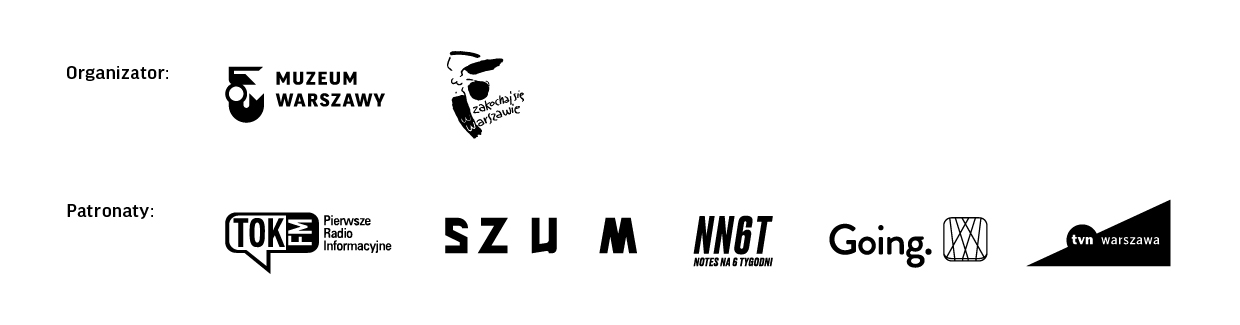 Organizator:
MUZEUM
WARSZAWY
zakochaj się
w warszawie
Patronaty:
TOK
FM
Pierwsze
Radio
Informacyjne
SZUM
NN6T
NOTES NA 6 TYGODNI
Going.
tvn warszawa